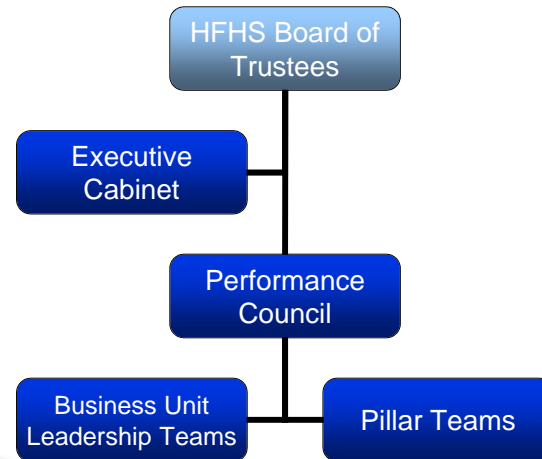 HFHS Board of
Trustees
Executive
Cabinet
Performance
Council
Business Unit
Leadership Teams
Pillar Teams